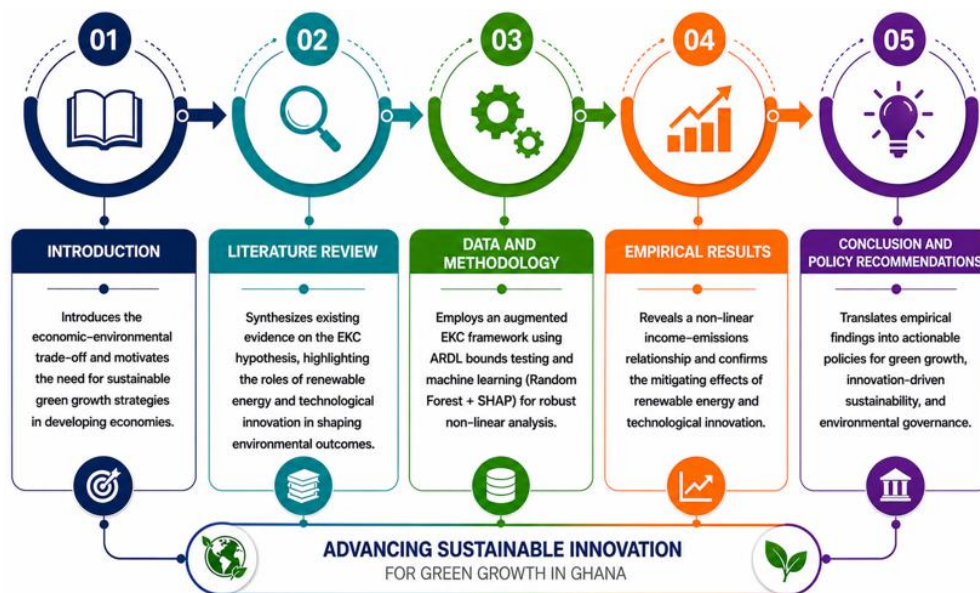 01
02
03
04
05
INTRODUCTION
Introduces the
economic–environmental
trade-off and motivates
the need for sustainable
green growth strategies
in developing economies.
LITERATURE REVIEW
Synthesizes existing
evidence on the EKC
hypothesis, highlighting
the roles of renewable
energy and technological
innovation in shaping
environmental outcomes.
DATA AND
METHODOLOGY
Employs an augmented
EKC framework using
ARDL bounds testing and
machine learning (Random
Forest + SHAP) for robust
non-linear analysis.
EMPIRICAL RESULTS
Reveals a non-linear
income-emissions
relationship and confirms
the mitigating effects of
renewable energy and
technological innovation.
CONCLUSION AND
POLICY RECOMMENDATIONS
Translates empirical
findings into actionable
policies for green growth,
innovation-driven
sustainability, and
environmental governance.
ADVANCING SUSTAINABLE INNOVATION
FOR GREEN GROWTH IN GHANA